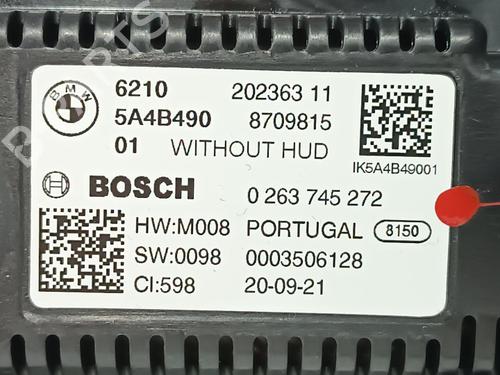 BMW
6210 202363 11
5A4B490 8709815
01 WITHOUT HUD
IK5A4B49001
BOSCH 0 263 745 272
HW:M008 PORTUGAL 8150
SW:0098 0003506128
CI:598 20-09-21